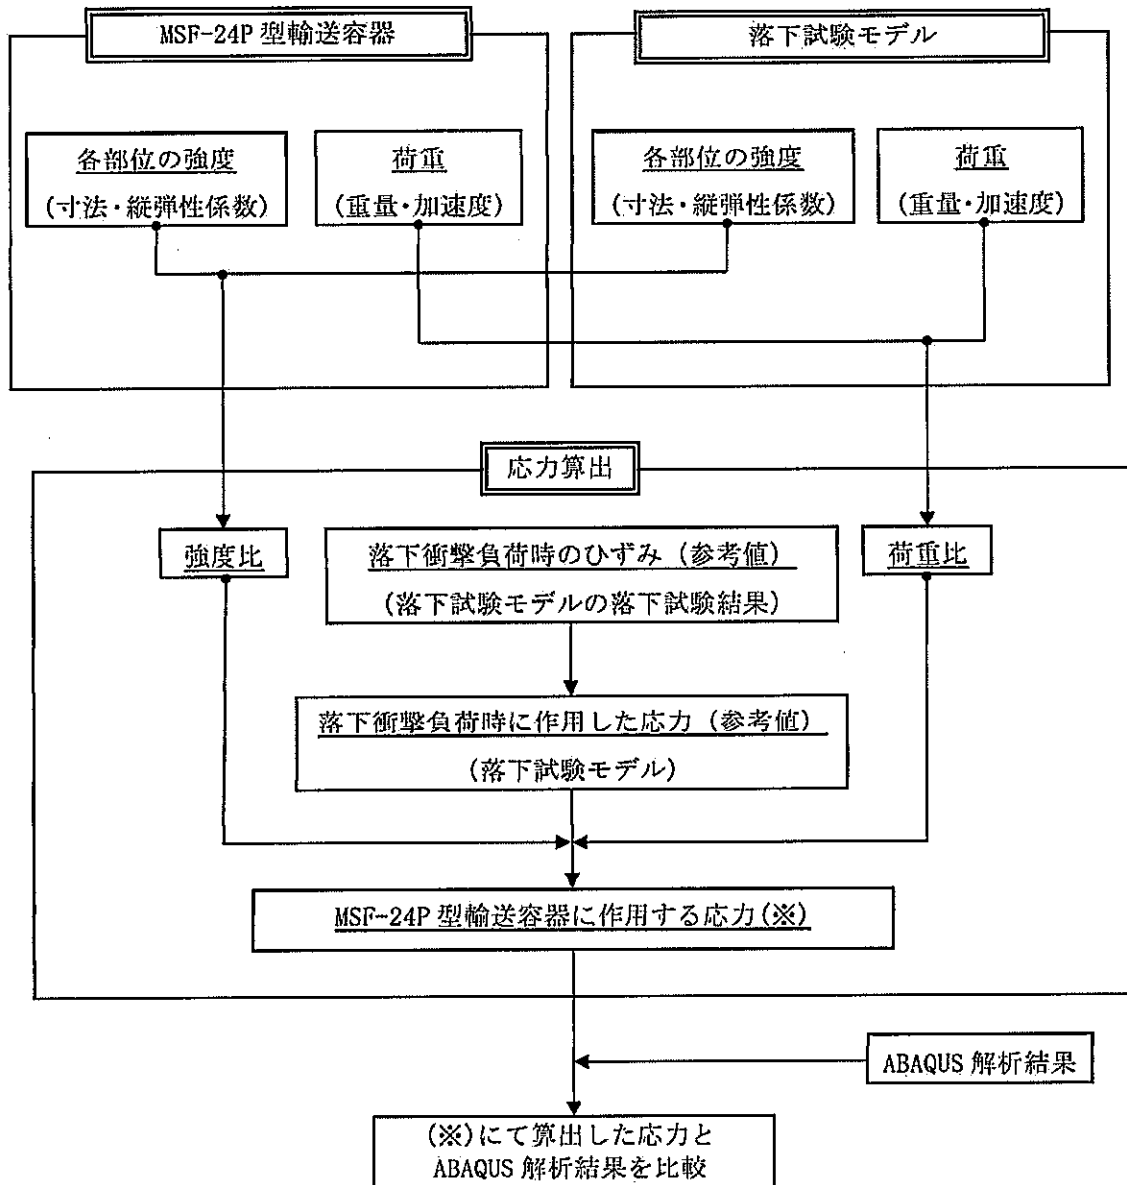 MSF-24P 型輸送容器
落下試験モデル
各部位の強度
(寸法・縦弾性係数)
荷重
(重量・加速度)
各部位の強度
(寸法・縦弾性係数)
荷重
(重量・加速度)
応力算出
強度比
落下衝撃負荷時のひずみ (参考値)
(落下試験モデルの落下試験結果)
荷重比
落下衝撃負荷時に作用した応力 (参考値)
(落下試験モデル)
MSF-24P 型輸送容器に作用する応力(※)
ABAQUS 解析結果
(※)にて算出した応力と
ABAQUS 解析結果を比較